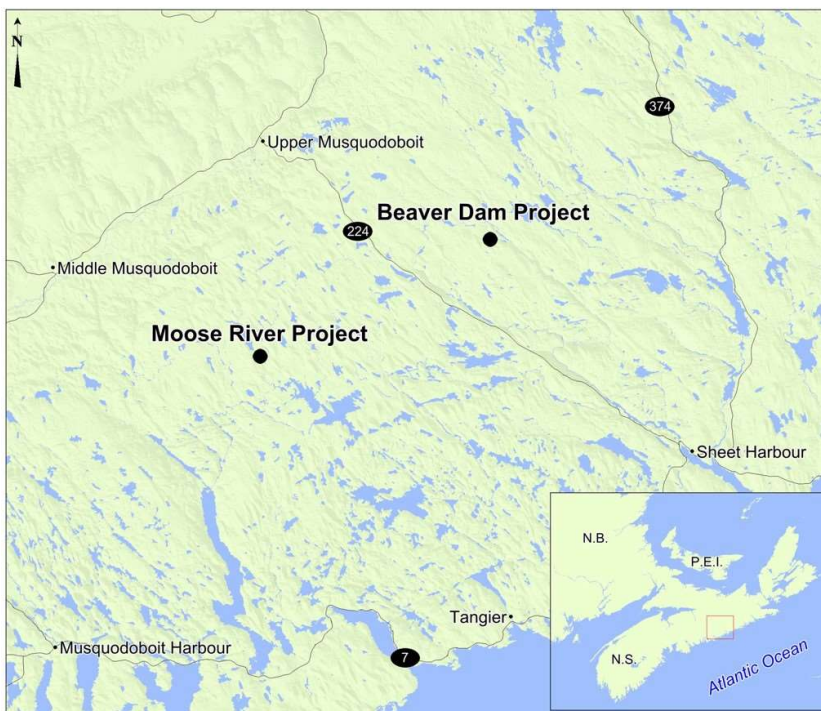 N
374
Upper Musquodoboit
Beaver Dam Project
224
Middle Musquodoboit
Moose River Project
Sheet Harbour
N.B.
P.E.I.
Tangier
Musquodoboit Harbour
7
N.S.
Atlantic Ocean